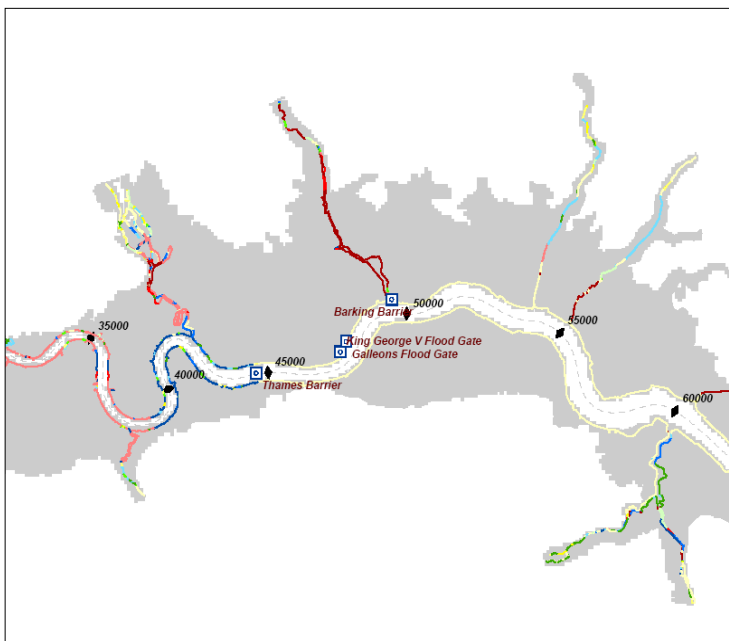 50000
Barking Barrier
35000
55000
King George V Flood Gate
Galleons Flood Gate
45000
40000
Thames Barrier
60000